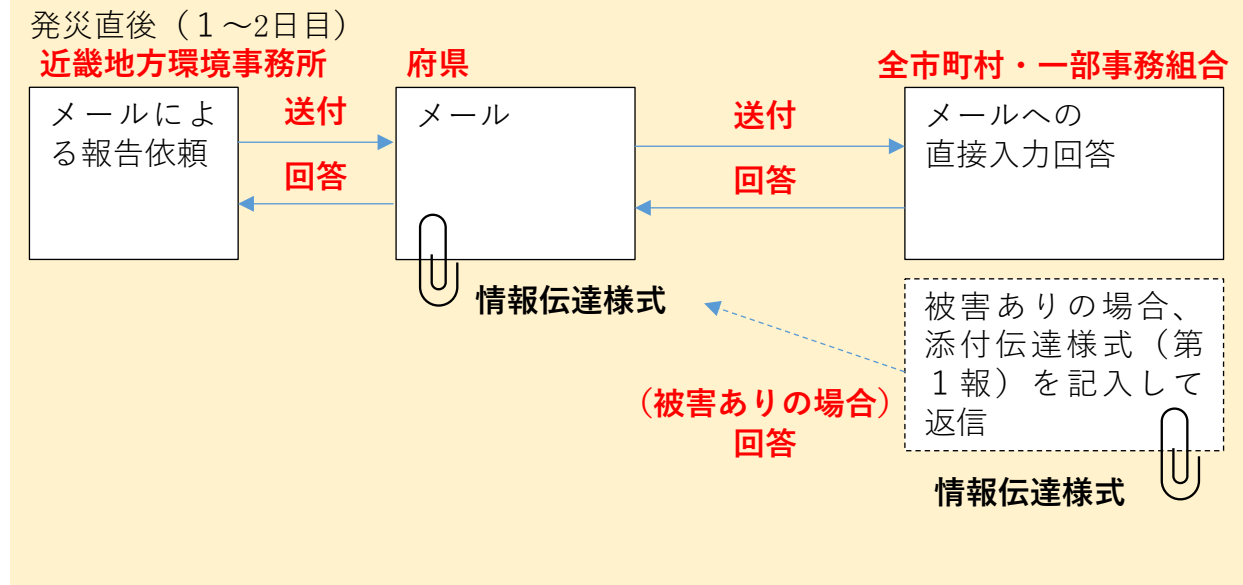 発災直後（１～2日目）
近畿地方環境事務所
府県
全市町村・一部事務組合
メールによ
る報告依頼
送付
回答
メール
送付
回答
メールへの
直接入力回答
情報伝達様式
被害ありの場合、
添付伝達様式（第
１報）を記入して
返信
（被害ありの場合）
回答
情報伝達様式